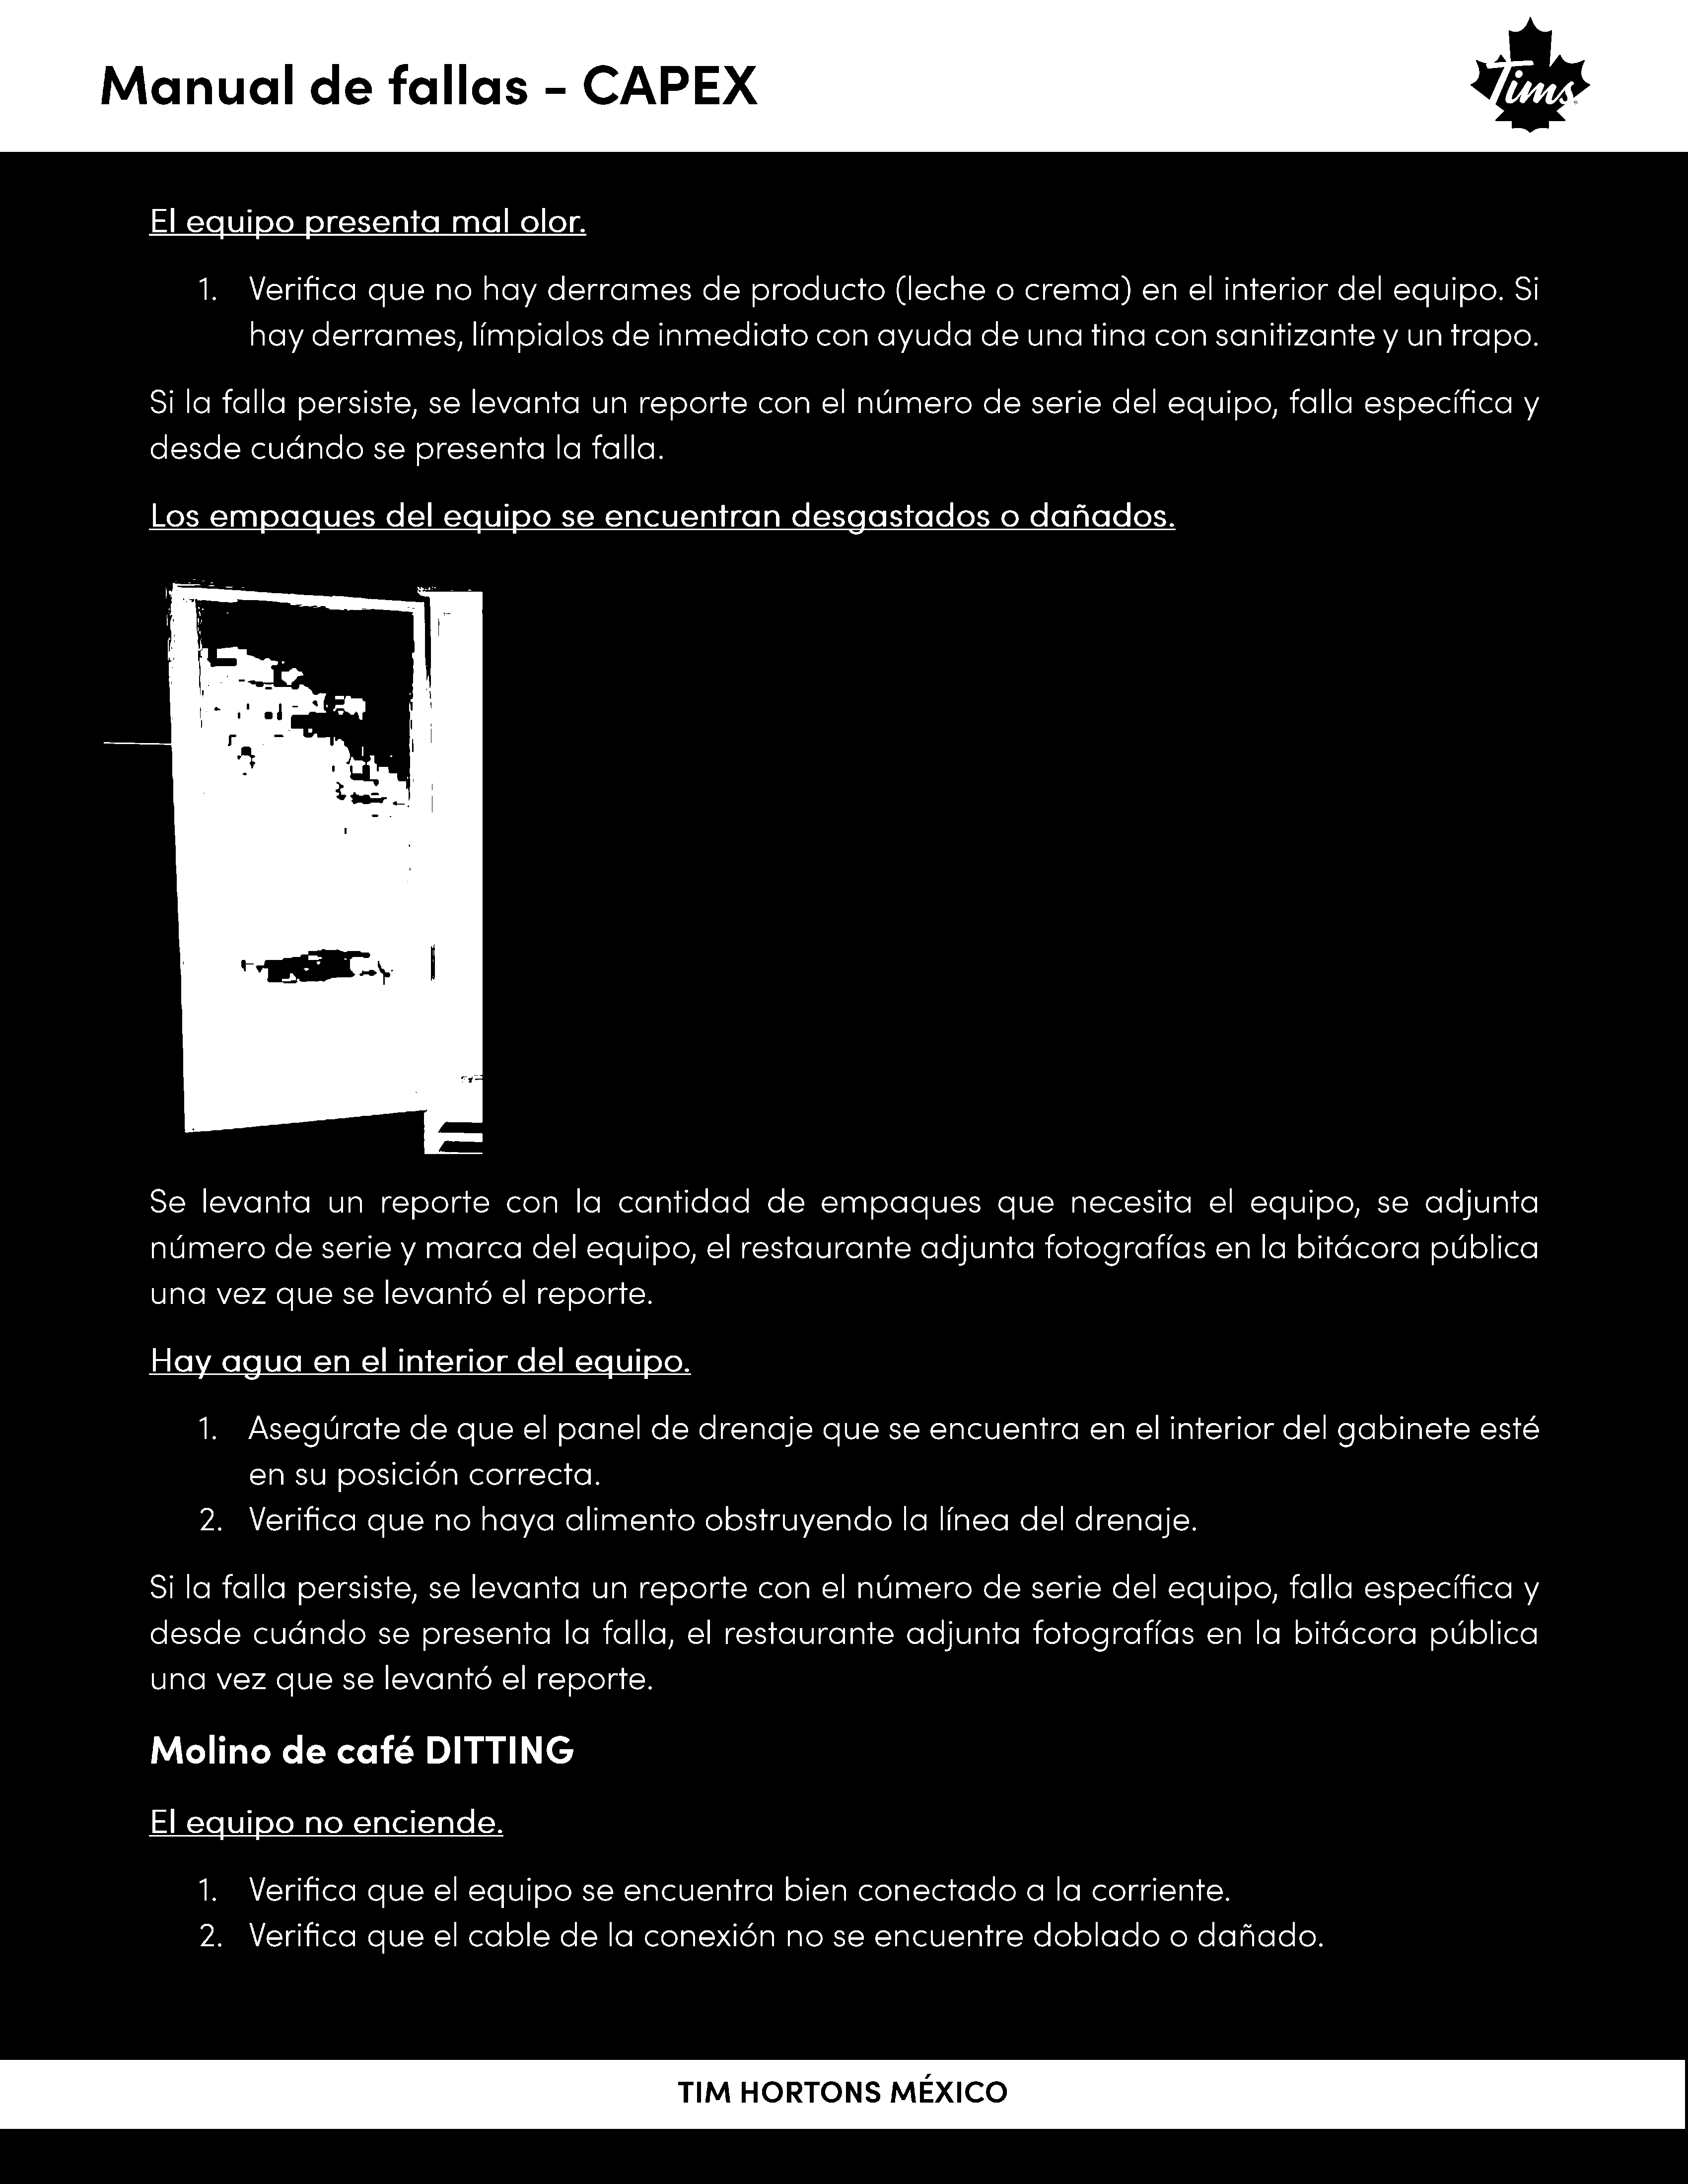 Manual de fallas - CAPEX
Tims
El equipo presenta mal olor.
1. Verifica que no hay derrames de producto (leche o crema) en el interior del equipo. Si
hay derrames, límpialos de inmediato con ayuda de una tina con sanitizante y un trapo.
Si la falla persiste, se levanta un reporte con el número de serie del equipo, falla específica y
desde cuándo se presenta la falla.
Los empaques del equipo se encuentran desgastados o dañados.
Se levanta un reporte con la cantidad de empaques que necesita el equipo, se adjunta
número de serie y marca del equipo, el restaurante adjunta fotografías en la bitácora pública
una vez que se levantó el reporte.
Hay agua en el interior del equipo.
1. Asegúrate de que el panel de drenaje que se encuentra en el interior del gabinete esté
en su posición correcta.
2. Verifica que no haya alimento obstruyendo la línea del drenaje.
Si la falla persiste, se levanta un reporte con el número de serie del equipo, falla específica y
desde cuándo se presenta la falla, el restaurante adjunta fotografías en la bitácora pública
una vez que se levantó el reporte.
Molino de café DITTING
El equipo no enciende.
1. Verifica que el equipo se encuentra bien conectado a la corriente.
2. Verifica que el cable de la conexión no se encuentre doblado o dañado.
TIM HORTONS MÉXICO